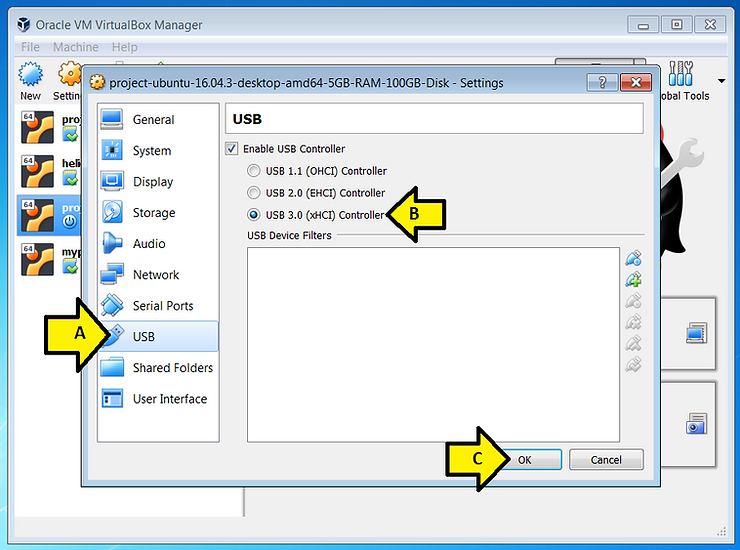 Oracle VM VirtualBox Manager
File Machine Help
New
Settin
obal Tools
project-ubuntu-16.04.3-desktop-amd64-5GB-RAM-100GB-Disk - Settings
?
64 pro
64 heli
64 pro
64 myp
General
System
Display
Storage
Audio
Network
Serial Ports
USB
Shared Folders
User Interface
USB
Enable USB Controller
USB 1.1 (OHCI) Controller
USB 2.0 (EHCI) Controller
USB 3.0 (xHCI) Controller
USB Device Filters
A
B
C
OK
Cancel